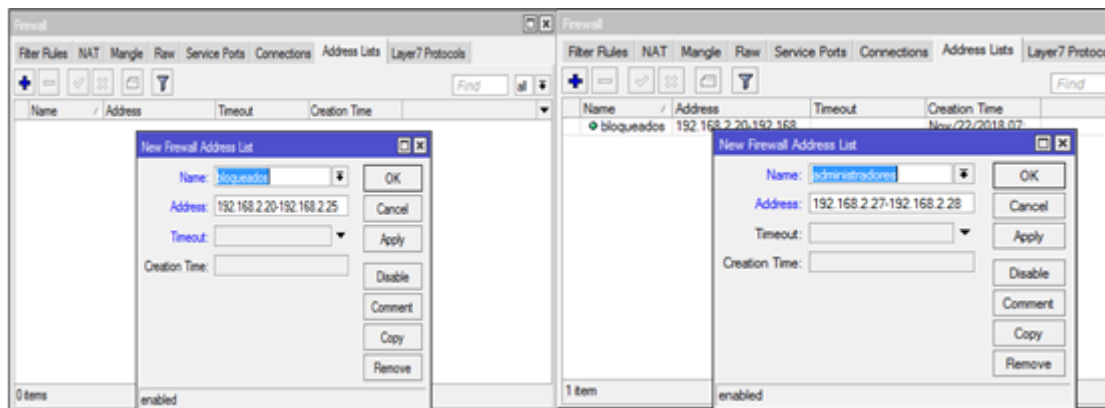 Firewall
Filter Rules NAT Mangle Raw Service Ports Connections Address Lists Layer7 Protocols
Find all
Name Address Timeout Creation Time
New Firewall Address List
Name: bloqueados OK
Address: 192.168.2.20-192.168.2.25 Cancel
Timeout: Apply
Creation Time:
Disable
Comment
Copy
Remove
0 items
enabled
Firewall
Filter Rules NAT Mangle Raw Service Ports Connections Address Lists Layer7 Protoco
Find
Name Address Timeout Creation Time
bloqueados 192.168.2.20-192.168 Nov/22/2018 07:
New Firewall Address List
Name: administradores OK
Address: 192.168.2.27-192.168.2.28 Cancel
Timeout: Apply
Creation Time:
Disable
Comment
Copy
Remove
1 item
enabled